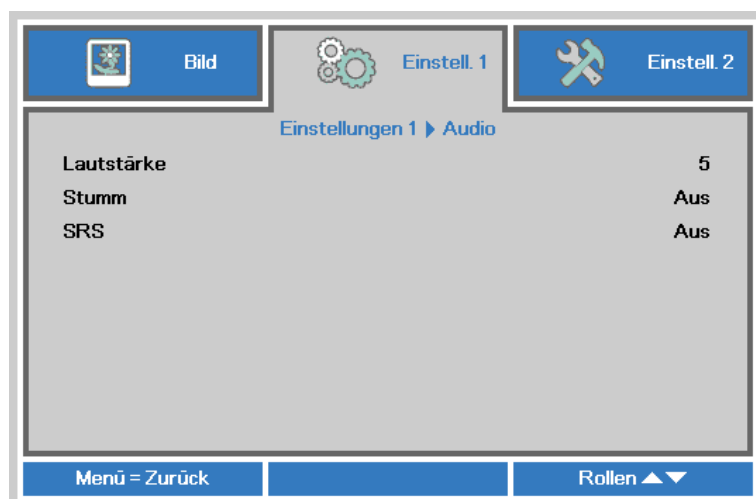 Bild
Einstell. 1
Einstell. 2
Einstellungen 1 ▶ Audio
Lautstärke 5
Stumm Aus
SRS Aus
Menü = Zurück
Rollen ▲▼